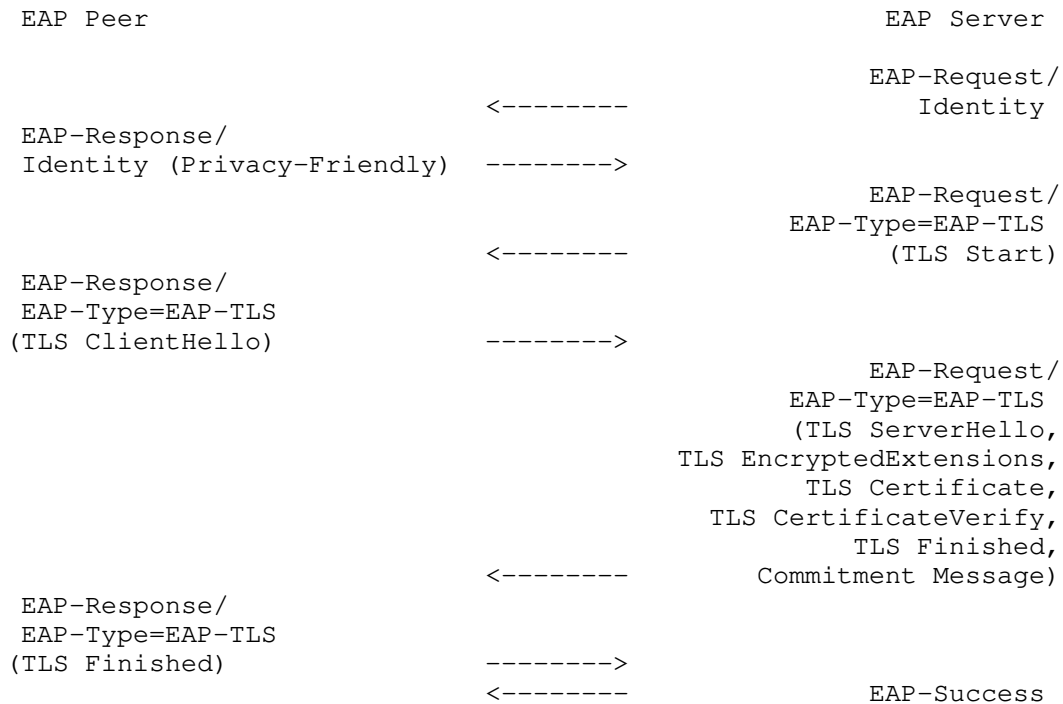 EAP Peer EAP Server
EAP-Request/
<-------- Identity
EAP-Response/
Identity (Privacy-Friendly) -------->
EAP-Request/
EAP-Type=EAP-TLS
<-------- (TLS Start)
EAP-Response/
EAP-Type=EAP-TLS
(TLS ClientHello) -------->
EAP-Request/
EAP-Type=EAP-TLS
(TLS ServerHello,
TLS EncryptedExtensions,
TLS Certificate,
TLS CertificateVerify,
TLS Finished,
<-------- Commitment Message)
EAP-Response/
EAP-Type=EAP-TLS
(TLS Finished) -------->
<-------- EAP-Success